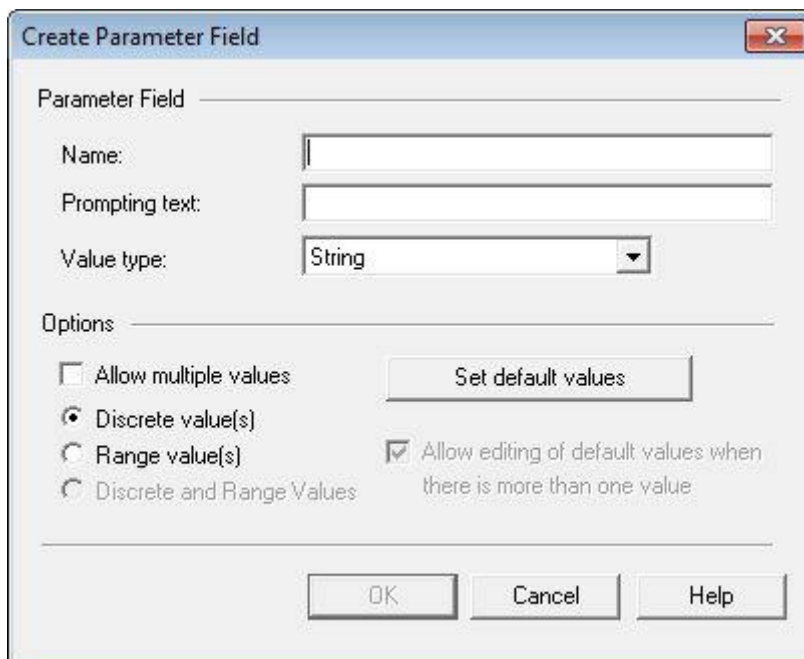 Create Parameter Field
Parameter Field
Name:
Prompting text:
Value type:
String
Options
Allow multiple values
Set default values
Discrete value(s)
Range value(s)
Allow editing of default values when
there is more than one value
Discrete and Range Values
OK
Cancel
Help